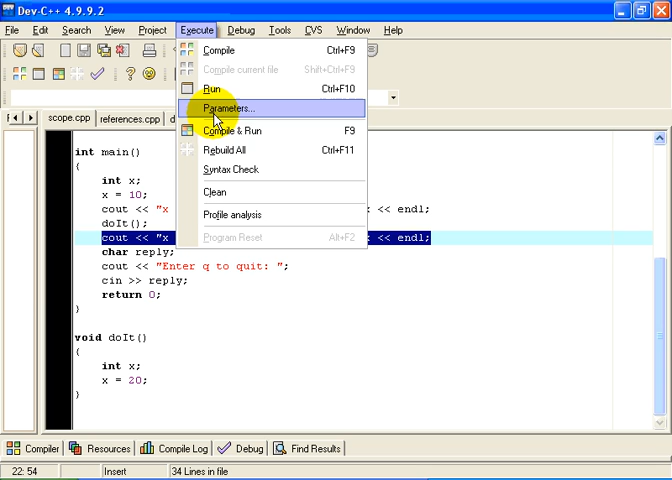 Dev-C++ 4.9.9.2
File Edit Search View Project Execute Debug Tools CVS Window Help
Compile Ctrl+F9
Compile current file Shift+Ctrl+F9
Run Ctrl+F10
Parameters...
Compile & Run F9
Rebuild All Ctrl+F11
Syntax Check
Clean
Profile analysis
Program Reset Alt+F2
scope.cpp references.cpp d
int main()
{
int x;
x = 10;
cout << "x < endl;
doIt();
cout << "x < endl;
char reply;
cout << "Enter q to quit: ";
cin >> reply;
return 0;
}
void doIt()
{
int x;
x = 20;
}
Compiler Resources Compile Log Debug Find Results
22: 54 Insert 34 Lines in file